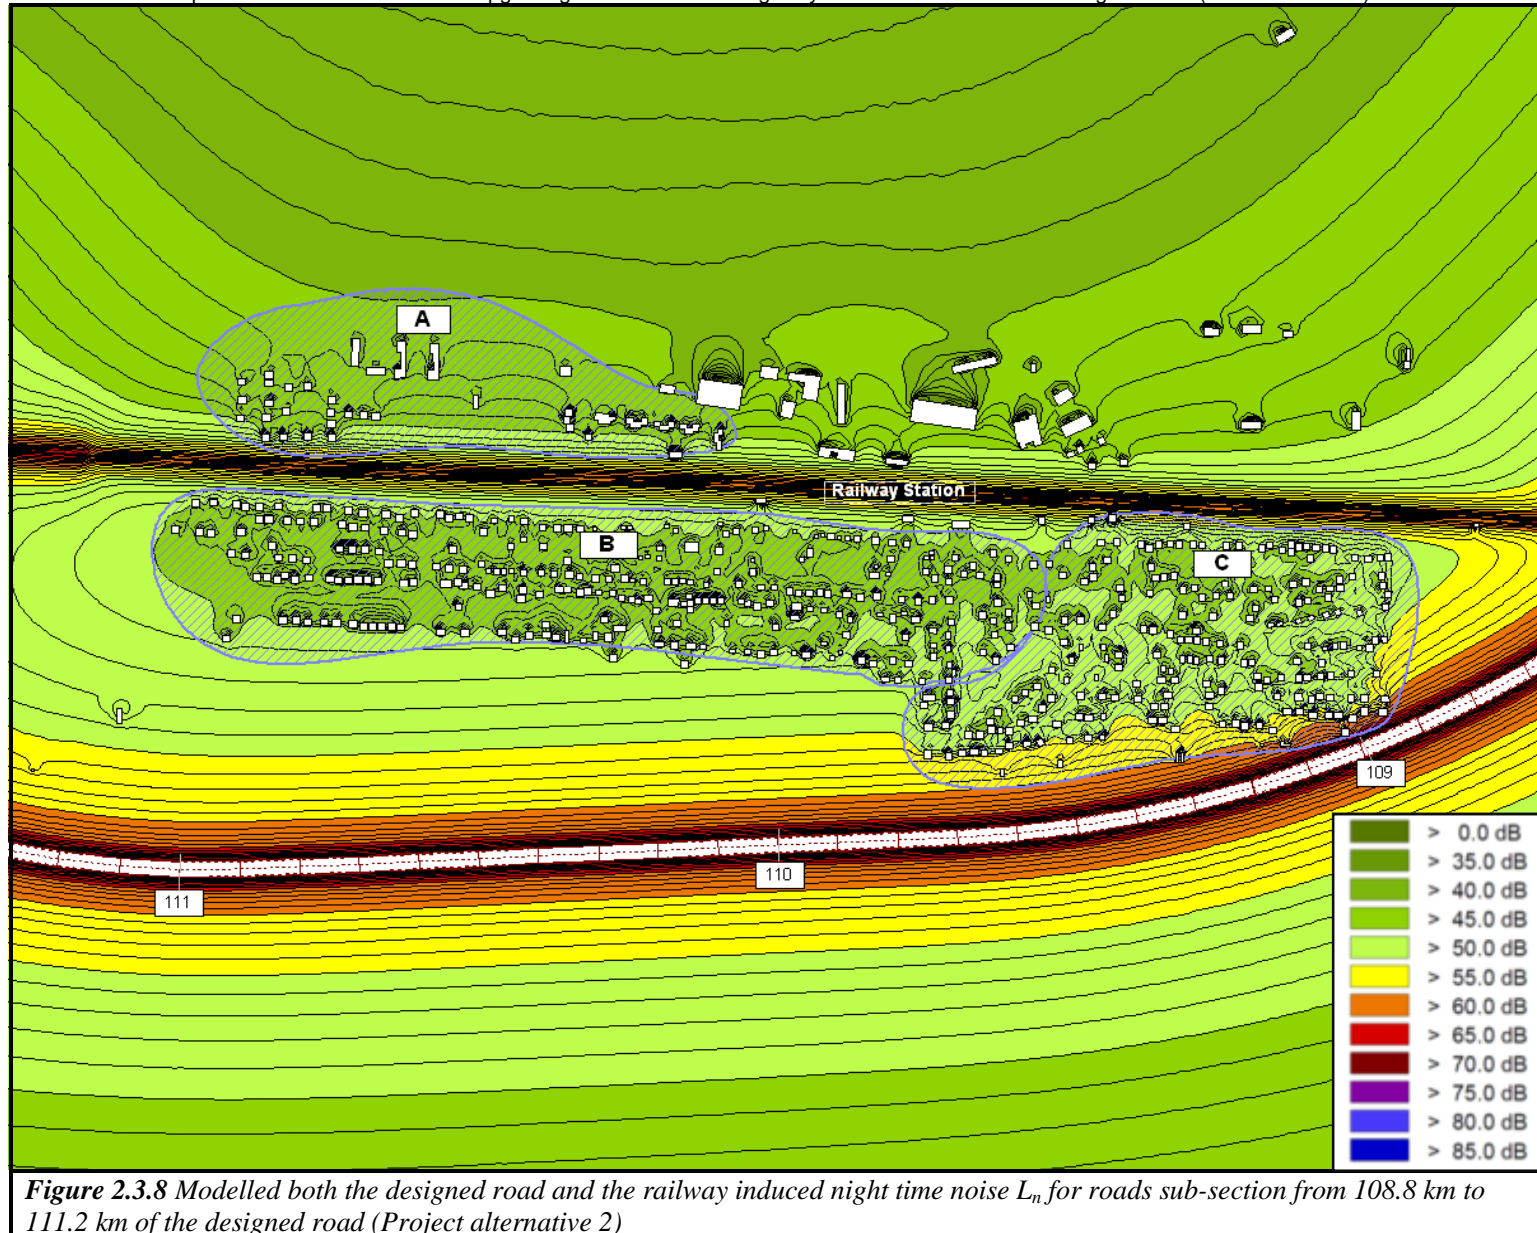 A
Railway Station
B
C
109
110
111
> 0.0 dB
> 35.0 dB
> 40.0 dB
> 45.0 dB
> 50.0 dB
> 55.0 dB
> 60.0 dB
> 65.0 dB
> 70.0 dB
> 75.0 dB
> 80.0 dB
> 85.0 dB
Figure 2.3.8 Modelled both the designed road and the railway induced night time noise Ln for roads sub-section from 108.8 km to
111.2 km of the designed road (Project alternative 2)